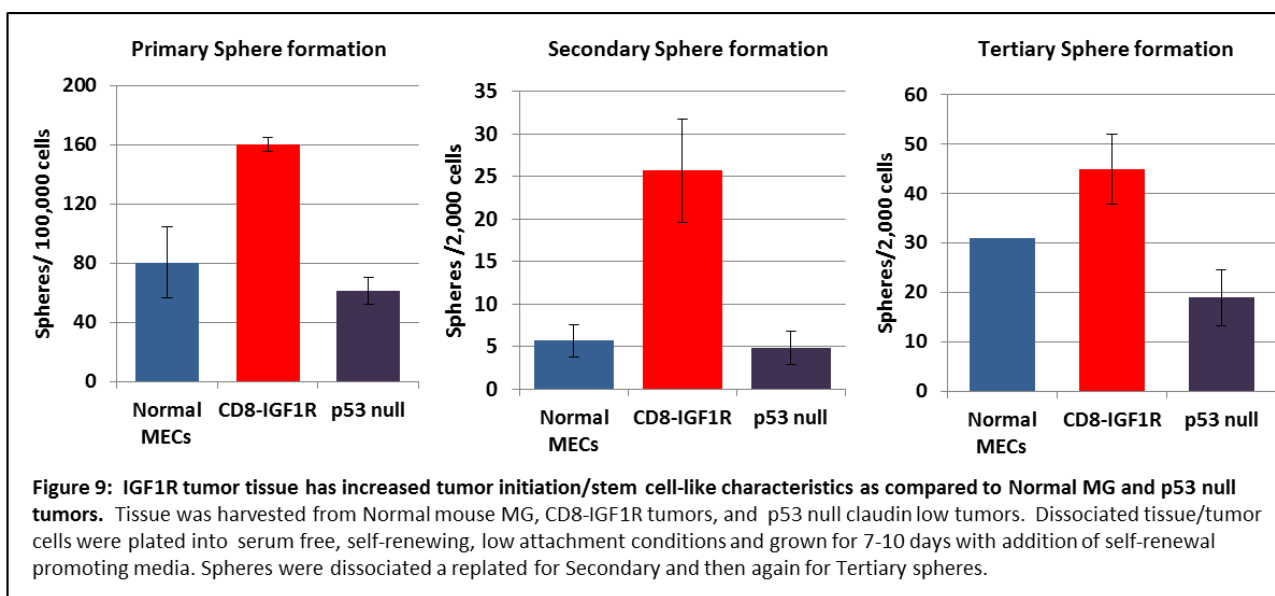 Primary Sphere formation
Spheres/ 100,000 cells
200
160
120
80
40
0
Normal MECs
CD8-IGF1R
p53 null
Secondary Sphere formation
Spheres /2,000 cells
35
30
25
20
15
10
5
0
Normal MECs
CD8-IGF1R
p53 null
Tertiary Sphere formation
Spheres/2,000 cells
60
50
40
30
20
10
0
Normal MECs
CD8-IGF1R
p53 null
Figure 9: IGF1R tumor tissue has increased tumor initiation/stem cell-like characteristics as compared to Normal MG and p53 null
tumors. Tissue was harvested from Normal mouse MG, CD8-IGF1R tumors, and p53 null claudin low tumors. Dissociated tissue/tumor
cells were plated into serum free, self-renewing, low attachment conditions and grown for 7-10 days with addition of self-renewal
promoting media. Spheres were dissociated a replated for Secondary and then again for Tertiary spheres.